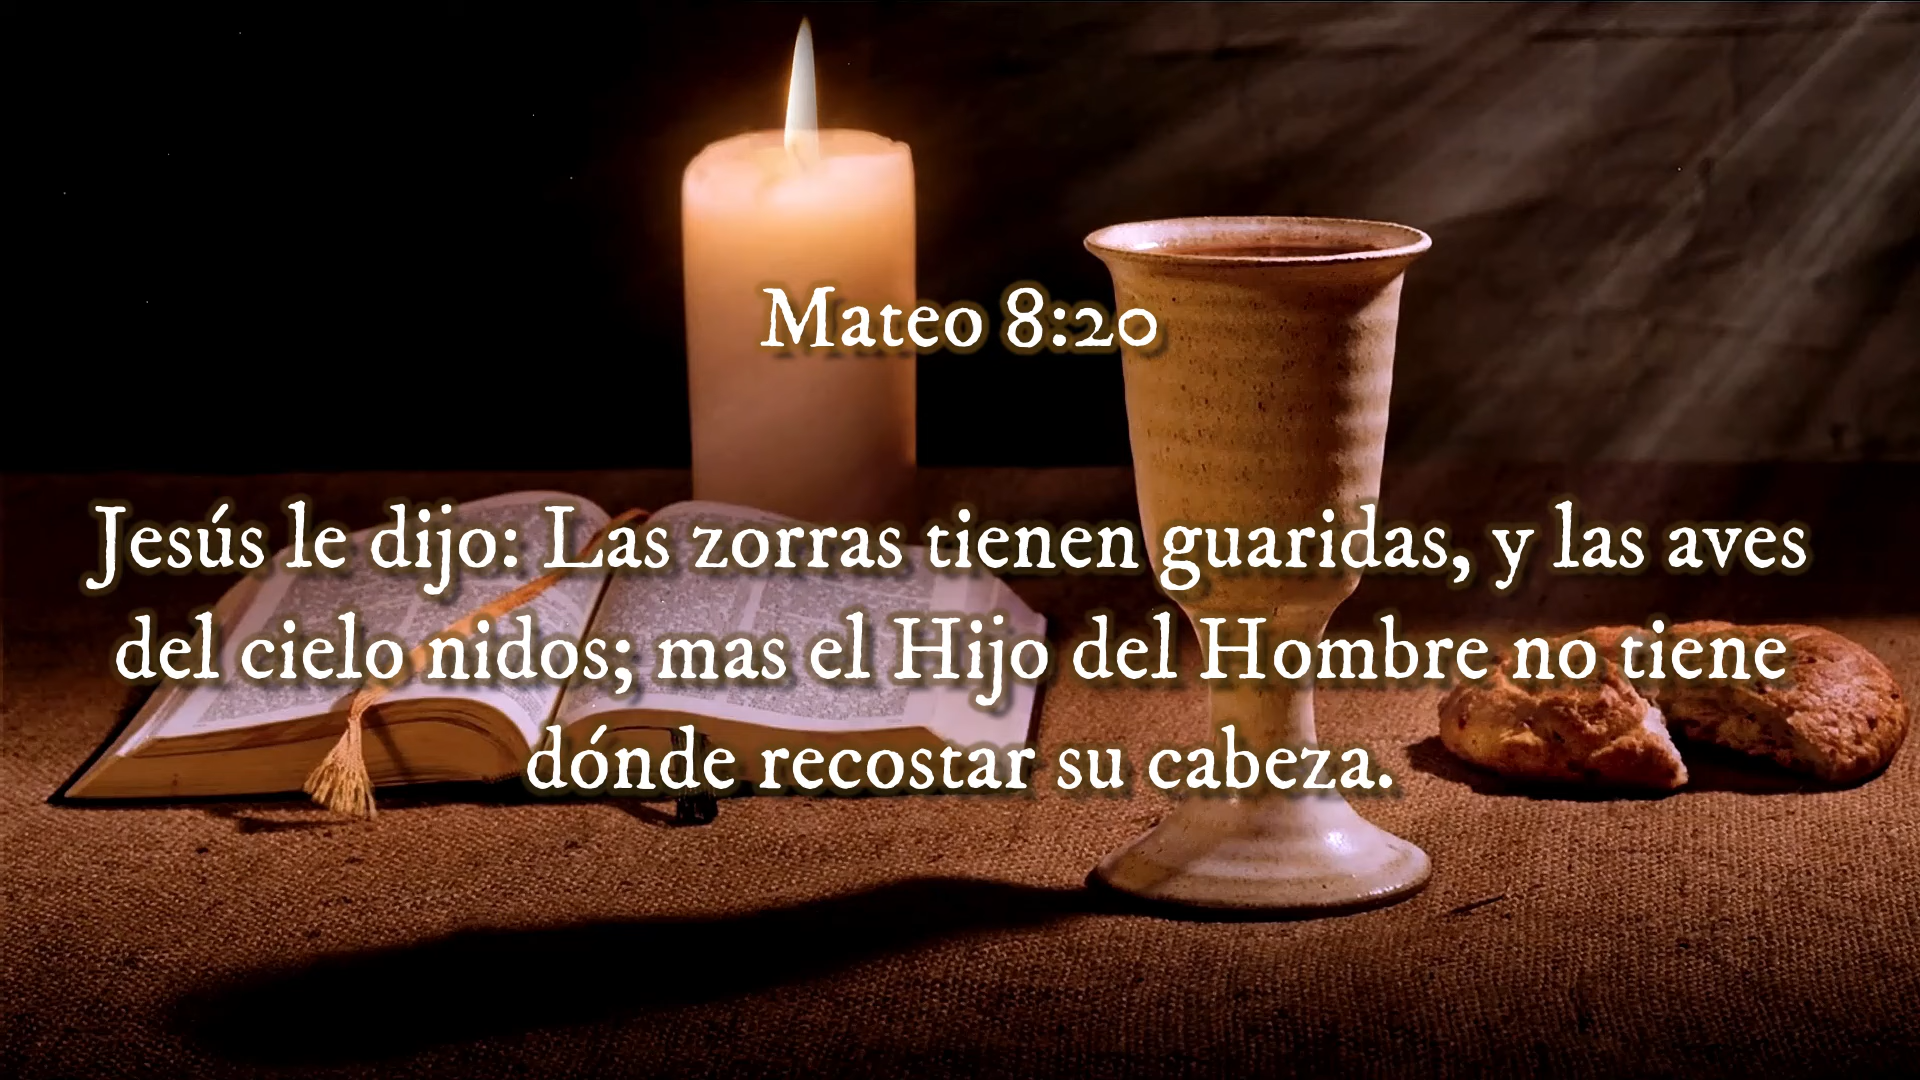 Mateo 8:20
Jesús le dijo: Las zorras tienen guaridas, y las aves
del cielo nidos; mas el Hijo del Hombre no tiene
dónde recostar su cabeza.